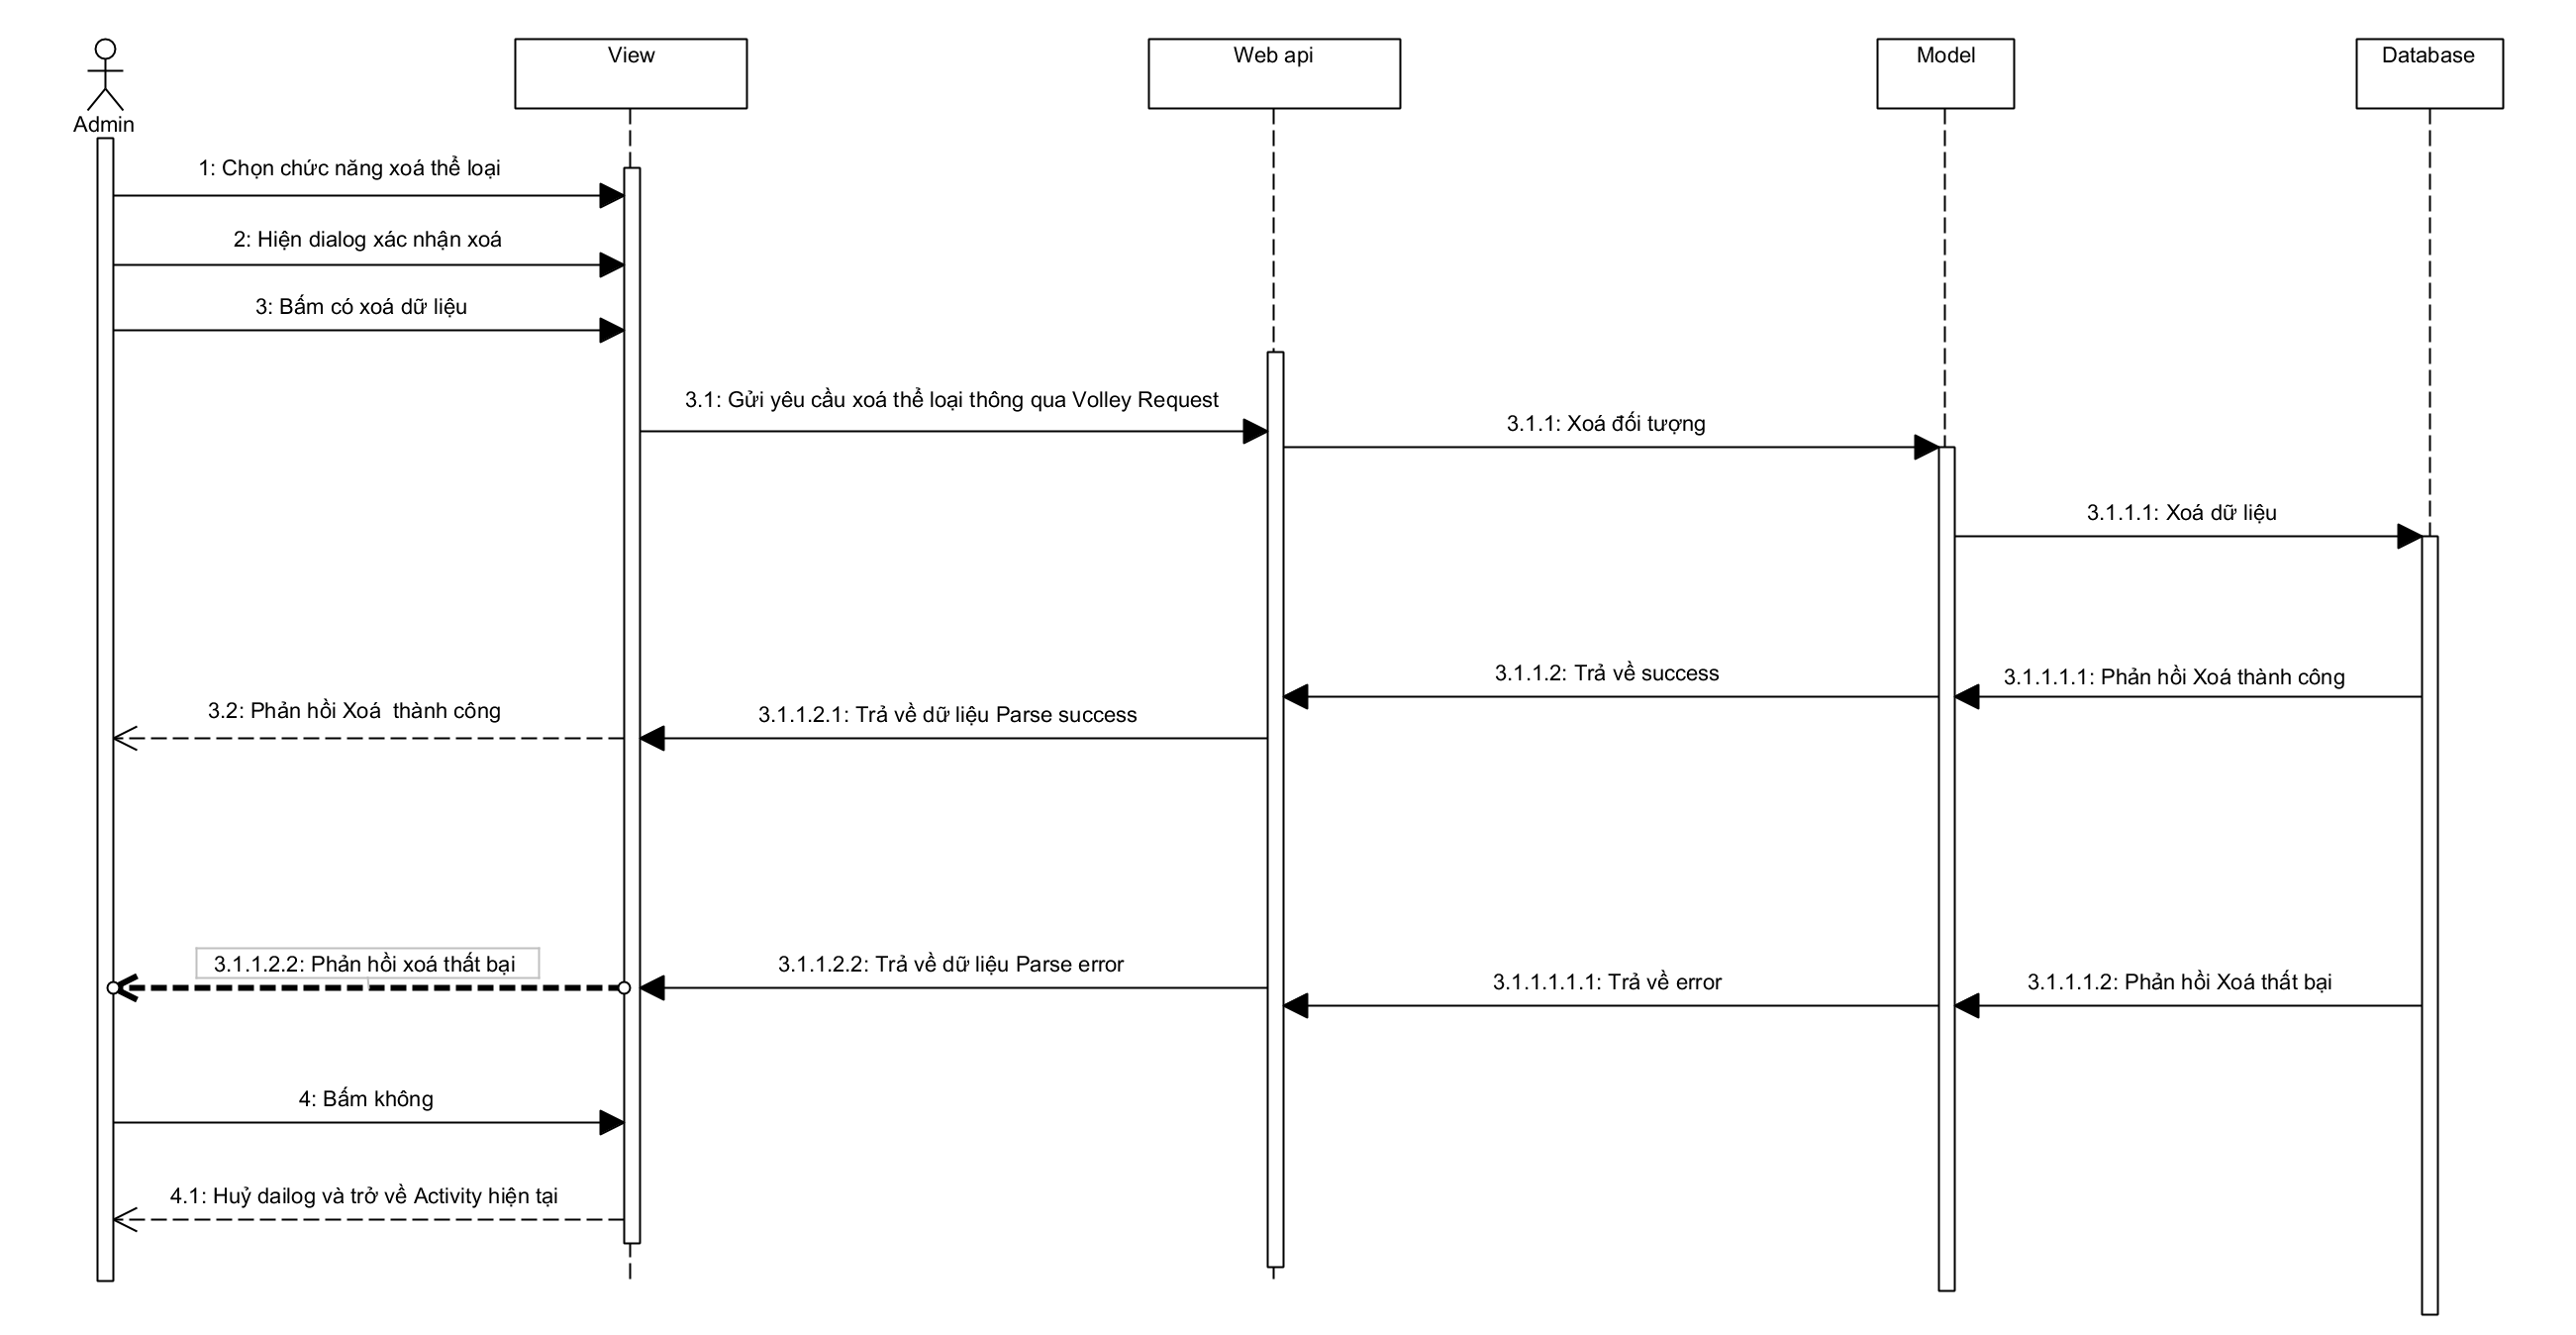 View
Web api
Model
Database
Admin
1: Chọn chức năng xoá thể loại
2: Hiện dialog xác nhận xoá
3: Bấm có xoá dữ liệu
3.1: Gửi yêu cầu xoá thể loại thông qua Volley Request
3.1.1: Xoá đối tượng
3.1.1.1: Xoá dữ liệu
3.1.1.2: Trả về success
3.1.1.1.1: Phản hồi Xoá thành công
3.2: Phản hồi Xoá  thành công
3.1.1.2.1: Trả về dữ liệu Parse success
3.1.1.2.2: Phản hồi xoá thất bại
3.1.1.2.2: Trả về dữ liệu Parse error
3.1.1.1.1.1: Trả về error
3.1.1.1.2: Phản hồi Xoá thất bại
4: Bấm không
4.1: Huỷ dailog và trở về Activity hiện tại